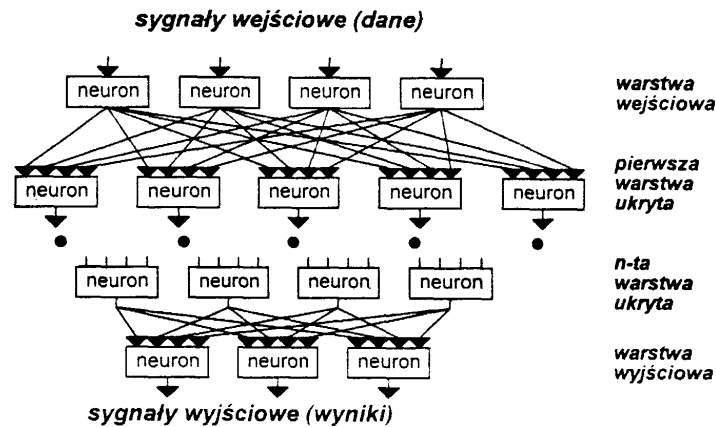 sygnały wejściowe (dane)
neuron neuron neuron neuron
warstwa
wejściowa
neuron neuron neuron neuron neuron
pierwsza
warstwa
ukryta
neuron neuron neuron neuron
n-ta
warstwa
ukryta
neuron neuron neuron
warstwa
wyjściowa
sygnały wyjściowe (wyniki)